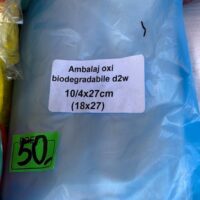 Ambalaj oxi
biodegradabile d2w
10/4x27cm
(18x27)
50,